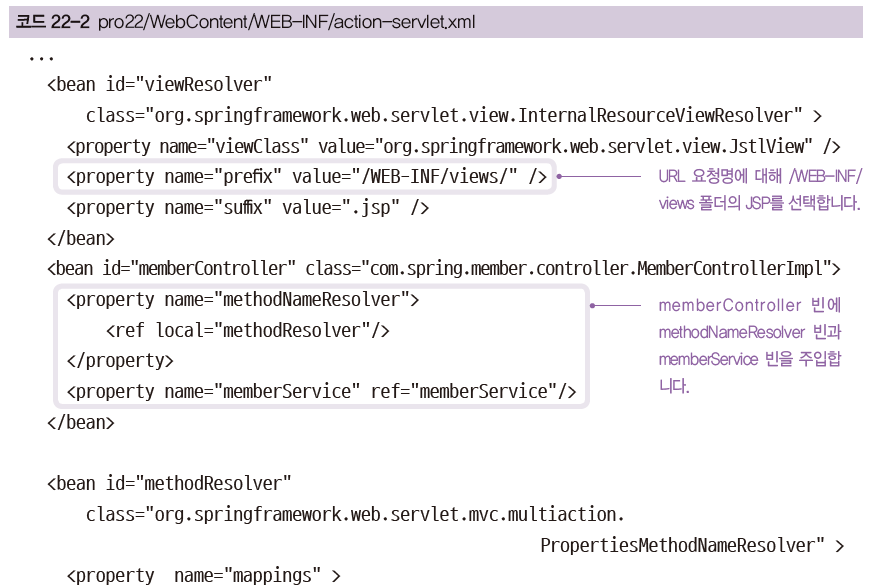 코드 22-2 pro22/WebContent/WEB-INF/action-servlet.xml
...
<bean id="viewResolver"
class="org.springframework.web.servlet.view.InternalResourceViewResolver" >
<property name="viewClass" value="org.springframework.web.servlet.view.JstlView" />
<property name="prefix" value="/WEB-INF/views/" />
URL 요청명에 대해 /WEB-INF/
views 폴더의 JSP를 선택합니다.
<property name="suffix" value=".jsp" />
</bean>
<bean id="memberController" class="com.spring.member.controller.MemberControllerImpl">
<property name="methodNameResolver">
<ref local="methodResolver"/>
</property>
<property name="memberService" ref="memberService"/>
memberController 빈에
methodNameResolver 빈과
memberService 빈을 주입합
니다.
</bean>
<bean id="methodResolver"
class="org.springframework.web.servlet.mvc.multiaction.
PropertiesMethodNameResolver" >
<property  name="mappings" >